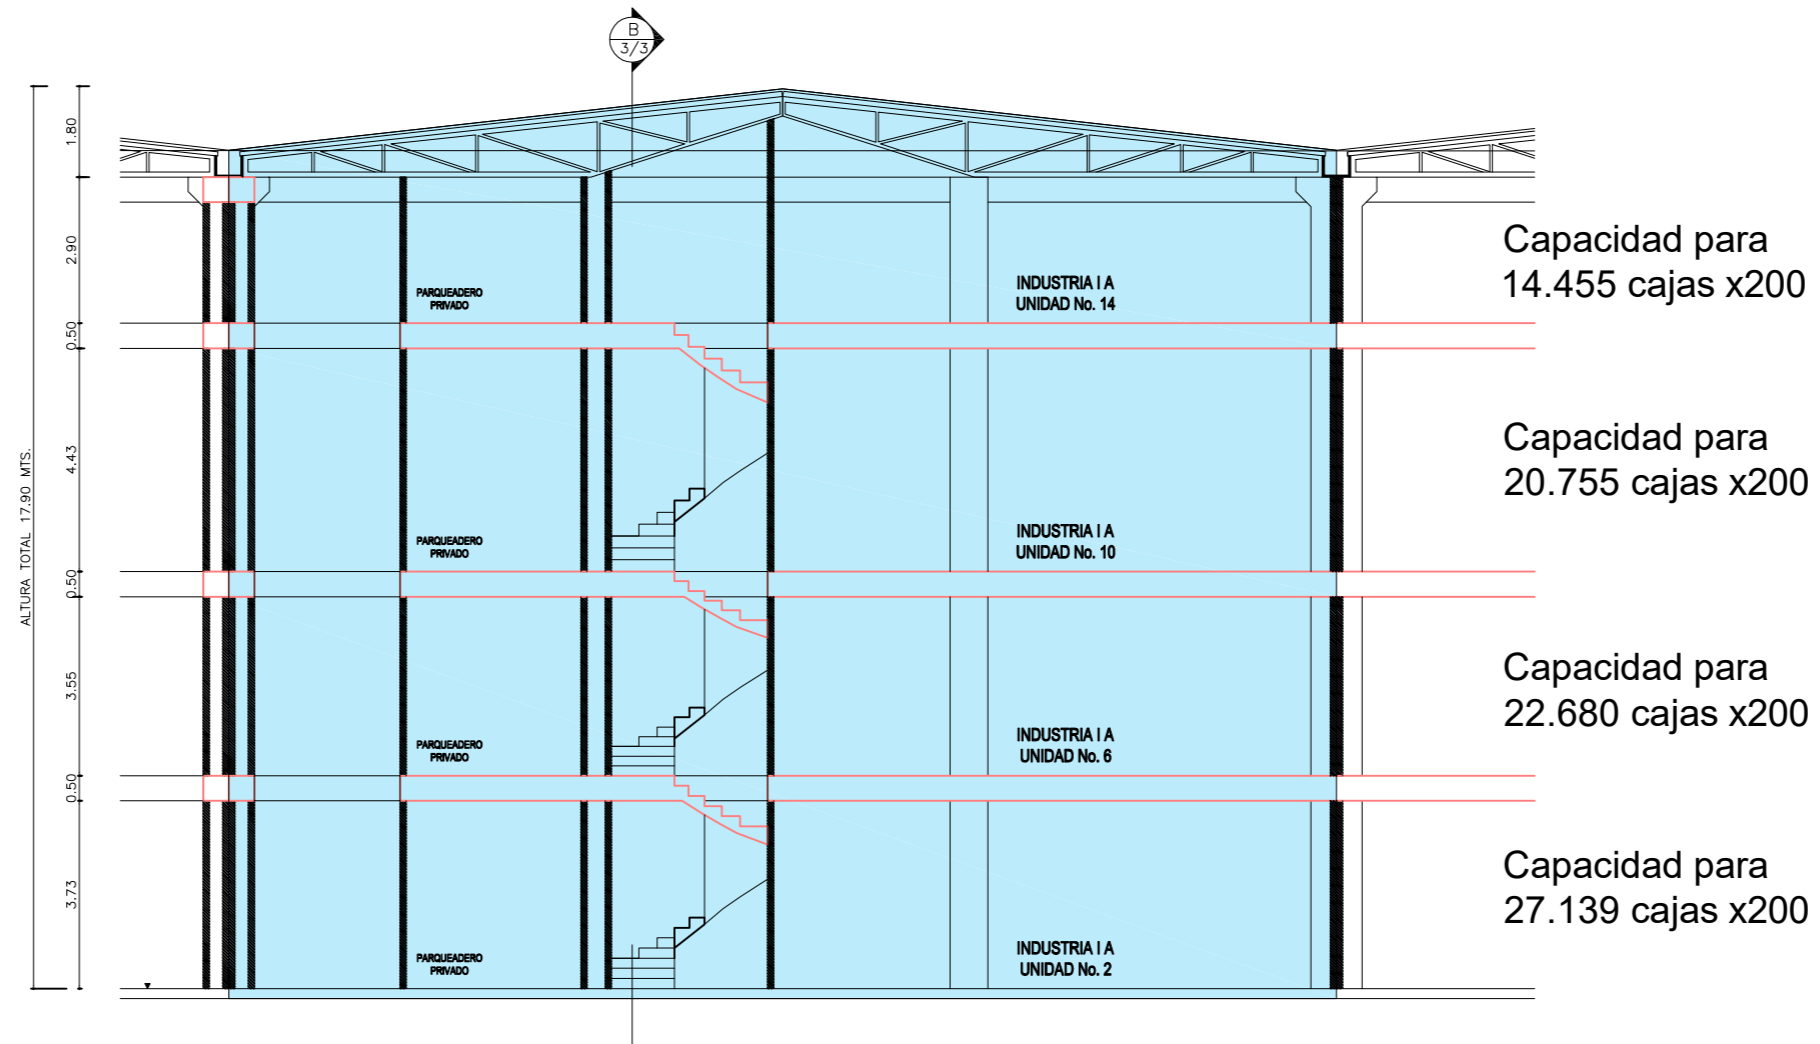 B
3/3
1.80
2.90
0.50
4.43
0.50
3.55
0.50
3.73
ALTURA TOTAL 17.90 MTS.
PARQUEADERO
PRIVADO
INDUSTRIA I A
UNIDAD No. 14
Capacidad para
14.455 cajas x200
PARQUEADERO
PRIVADO
INDUSTRIA I A
UNIDAD No. 10
Capacidad para
20.755 cajas x200
PARQUEADERO
PRIVADO
INDUSTRIA I A
UNIDAD No. 6
Capacidad para
22.680 cajas x200
PARQUEADERO
PRIVADO
INDUSTRIA I A
UNIDAD No. 2
Capacidad para
27.139 cajas x200